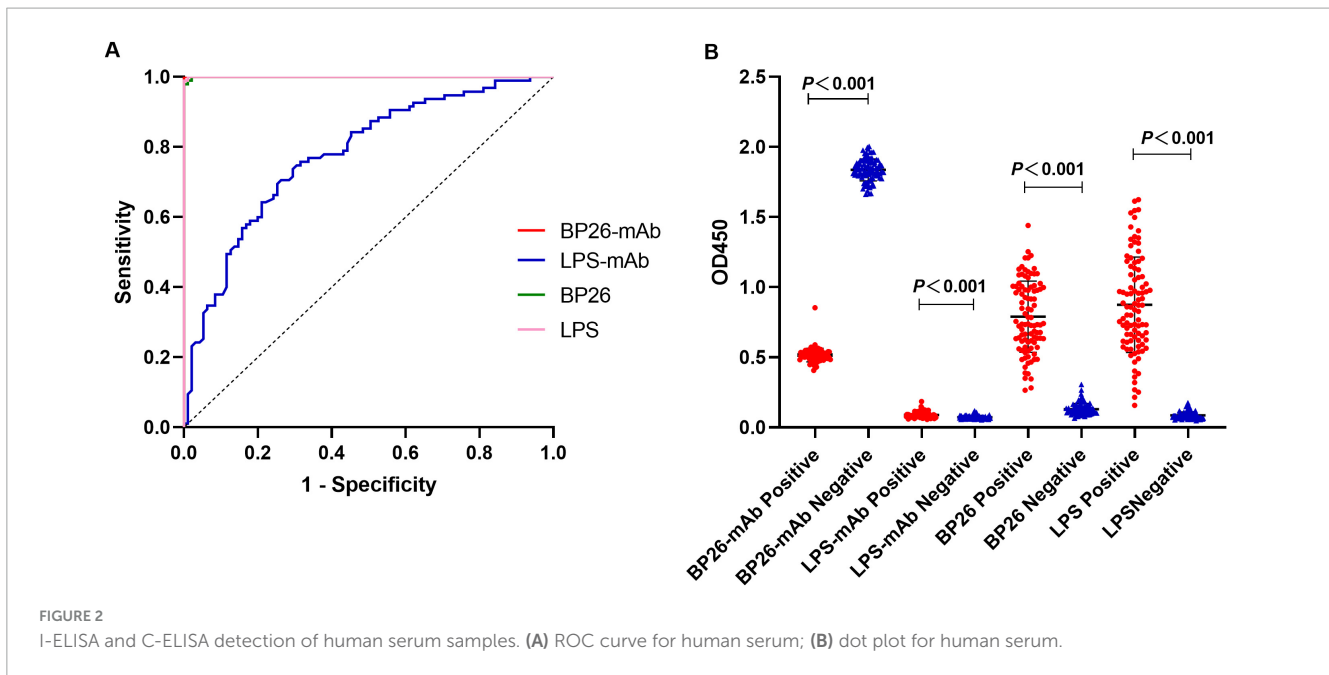 A
1.0
0.8
0.6
0.4
0.2
0.0
Sensitivity
0.0 0.2 0.4 0.6 0.8 1.0
1 - Specificity
BP26-mAb
LPS-mAb
BP26
LPS
B
2.5
2.0
1.5
1.0
0.5
0.0
OD450
P＜0.001
P＜0.001
P＜0.001
P＜0.001
BP26-mAb Positive
BP26-mAb Negative
LPS-mAb Positive
LPS-mAb Negative
BP26 Positive
BP26 Negative
LPS Positive
LPSNegative
FIGURE 2
I-ELISA and C-ELISA detection of human serum samples. (A) ROC curve for human serum; (B) dot plot for human serum.